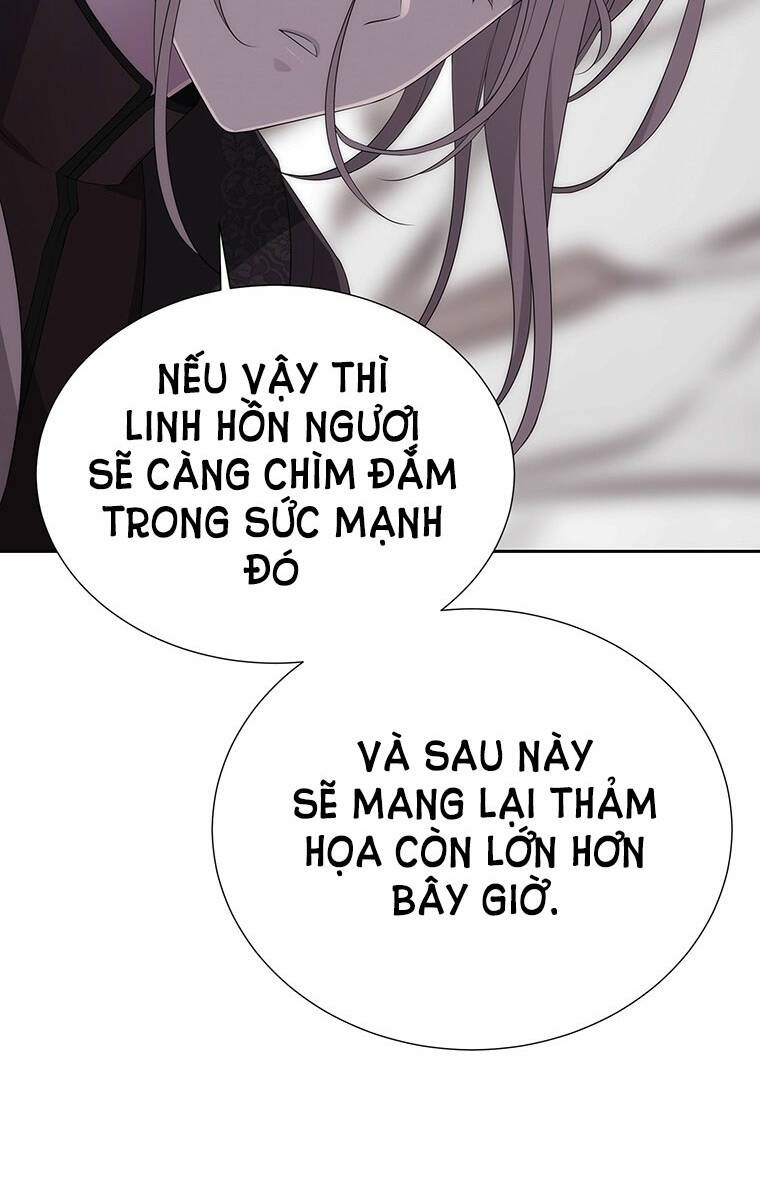 NẾU VẬY THÌ
LINH HỒN NGƯƠI
SẼ CÀNG CHÌM ĐẮM
TRONG SỨC MẠNH
ĐÓ
VÀ SAU NÀY
SẼ MANG LẠI THẢM
HỌA CÒN LỚN HƠN
BÂY GIỜ.